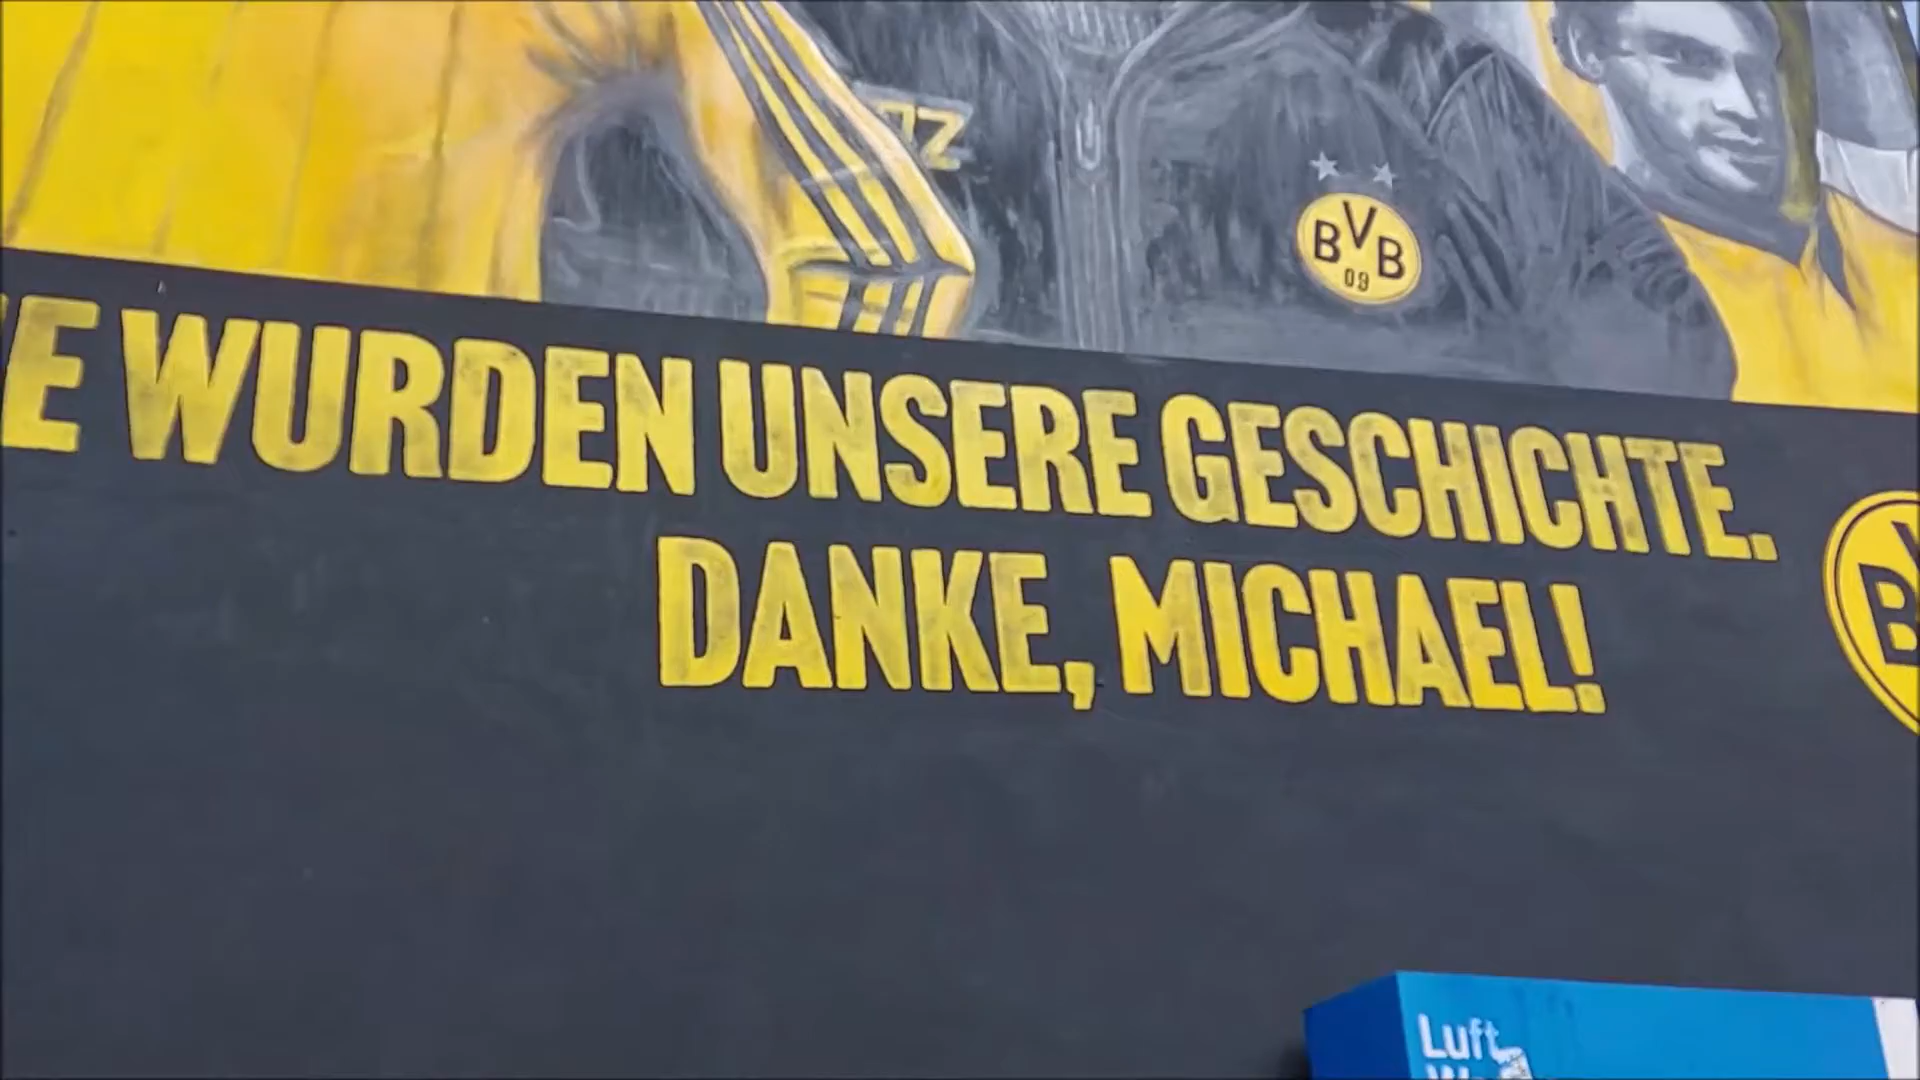 BVB
09
E WURDEN UNSERE GESCHICHTE.
DANKE, MICHAEL!
B
Luft